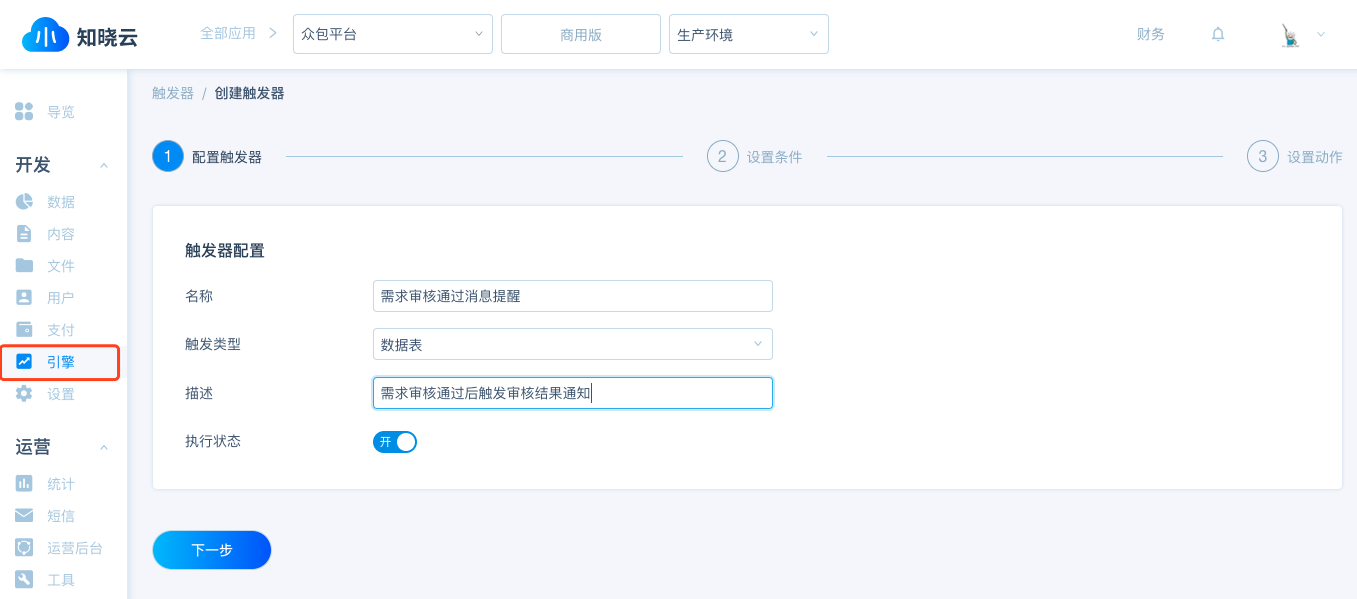 知晓云
全部应用 >
众包平台
商用版
生产环境
财务
导览
开发
数据
内容
文件
用户
支付
引擎
设置
运营
统计
短信
运营后台
工具
触发器 / 创建触发器
1 配置触发器
2 设置条件
3 设置动作
触发器配置
名称 需求审核通过消息提醒
触发类型 数据表
描述 需求审核通过后触发审核结果通知
执行状态 开
下一步